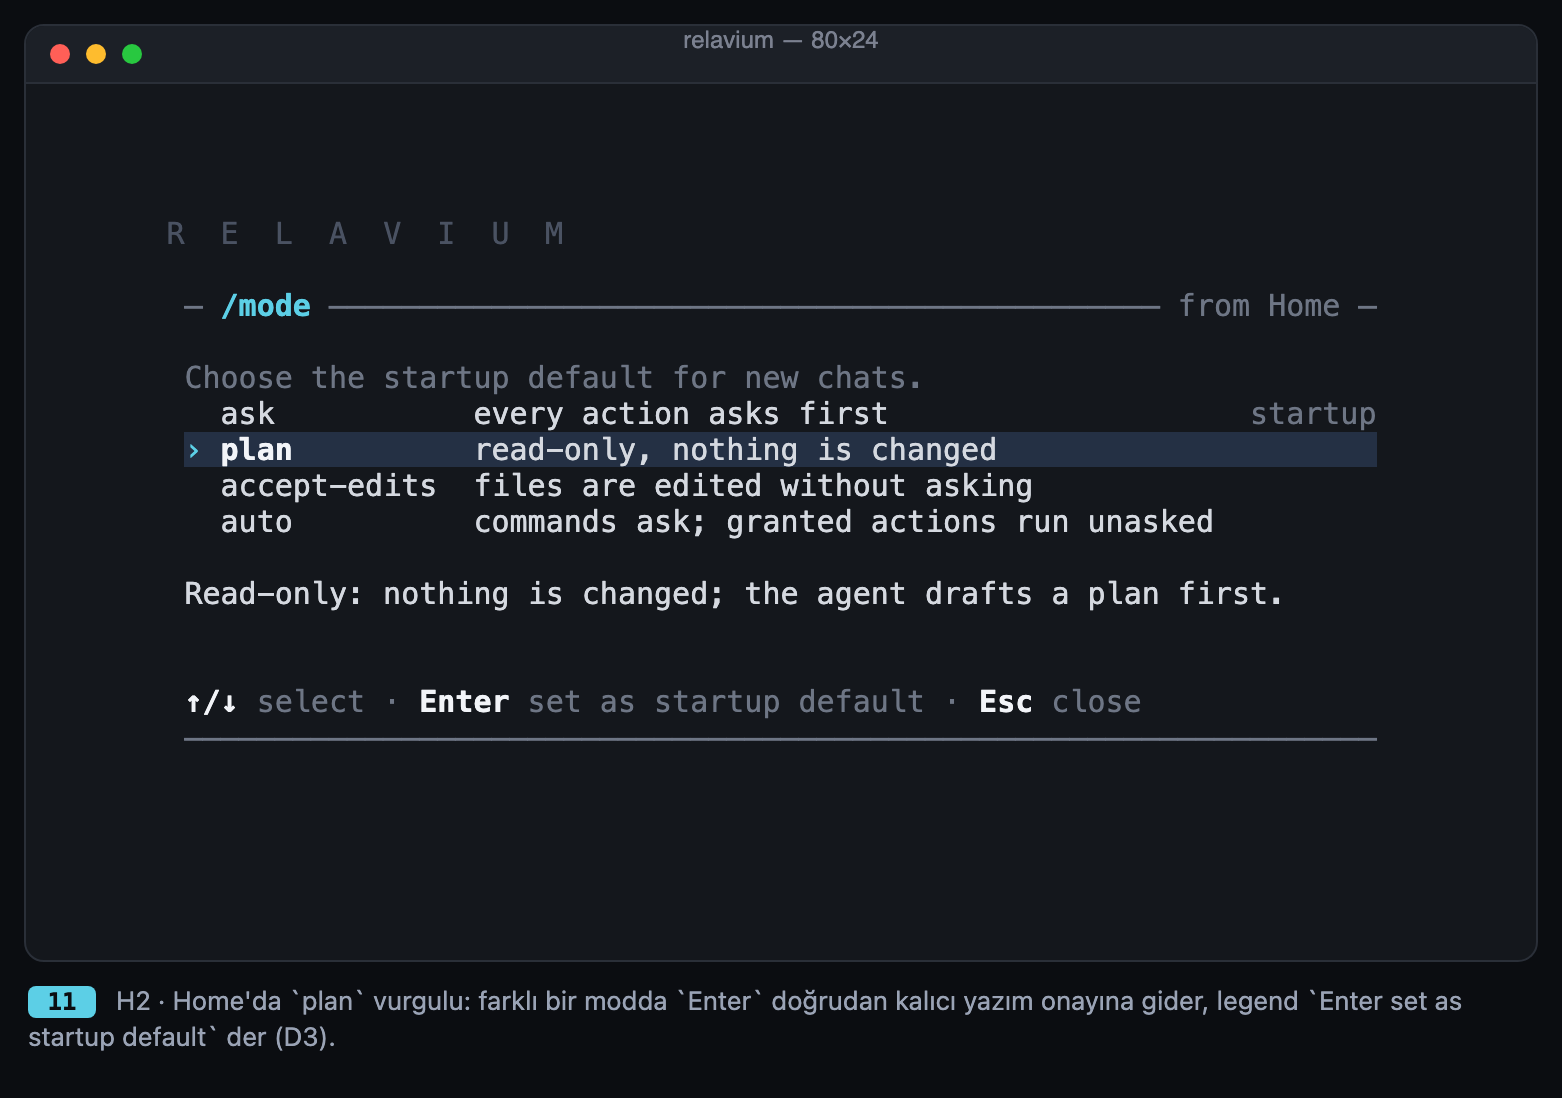 relavium — 80×24
R E L A V I U M
— /mode ——— from Home —
Choose the startup default for new chats.
ask every action asks first startup
› plan read-only, nothing is changed
accept-edits files are edited without asking
auto commands ask; granted actions run unasked
Read-only: nothing is changed; the agent drafts a plan first.
↑/↓ select · Enter set as startup default · Esc close
11 H2 · Home'da `plan` vurgulu: farklı bir modda `Enter` doğrudan kalıcı yazım onayına gider, legend `Enter set as
startup default` der (D3).